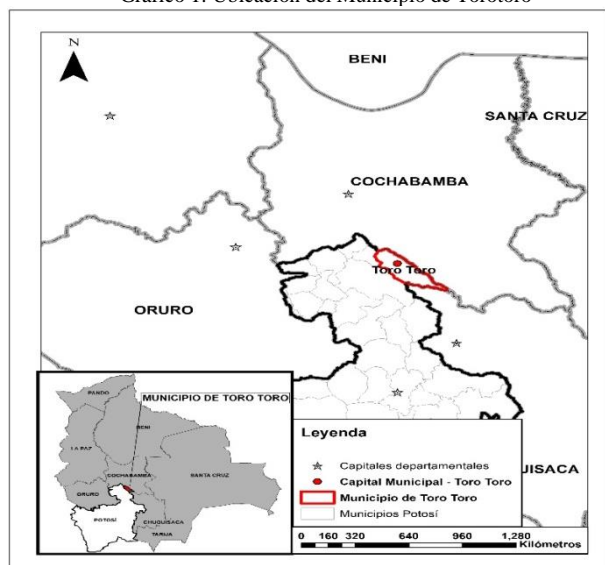 Gráfico 1. Ubicación del Municipio de Torotoro
N
BENI
SANTA CRUZ
COCHABAMBA
Toro Toro
ORURO
UISACA
PANDO
MUNICIPIO DE TORO TORO
BENI
LA PAZ
COCHABAMBA
SANTA CRUZ
ORURO
POTOSÍ
CHUQUISACA
TARIJA
Leyenda
Capitales departamentales
Capital Municipal - Toro Toro
Municipio de Toro Toro
Municipios Potosí
0 160 320 640 960 1,280
Kilómetros